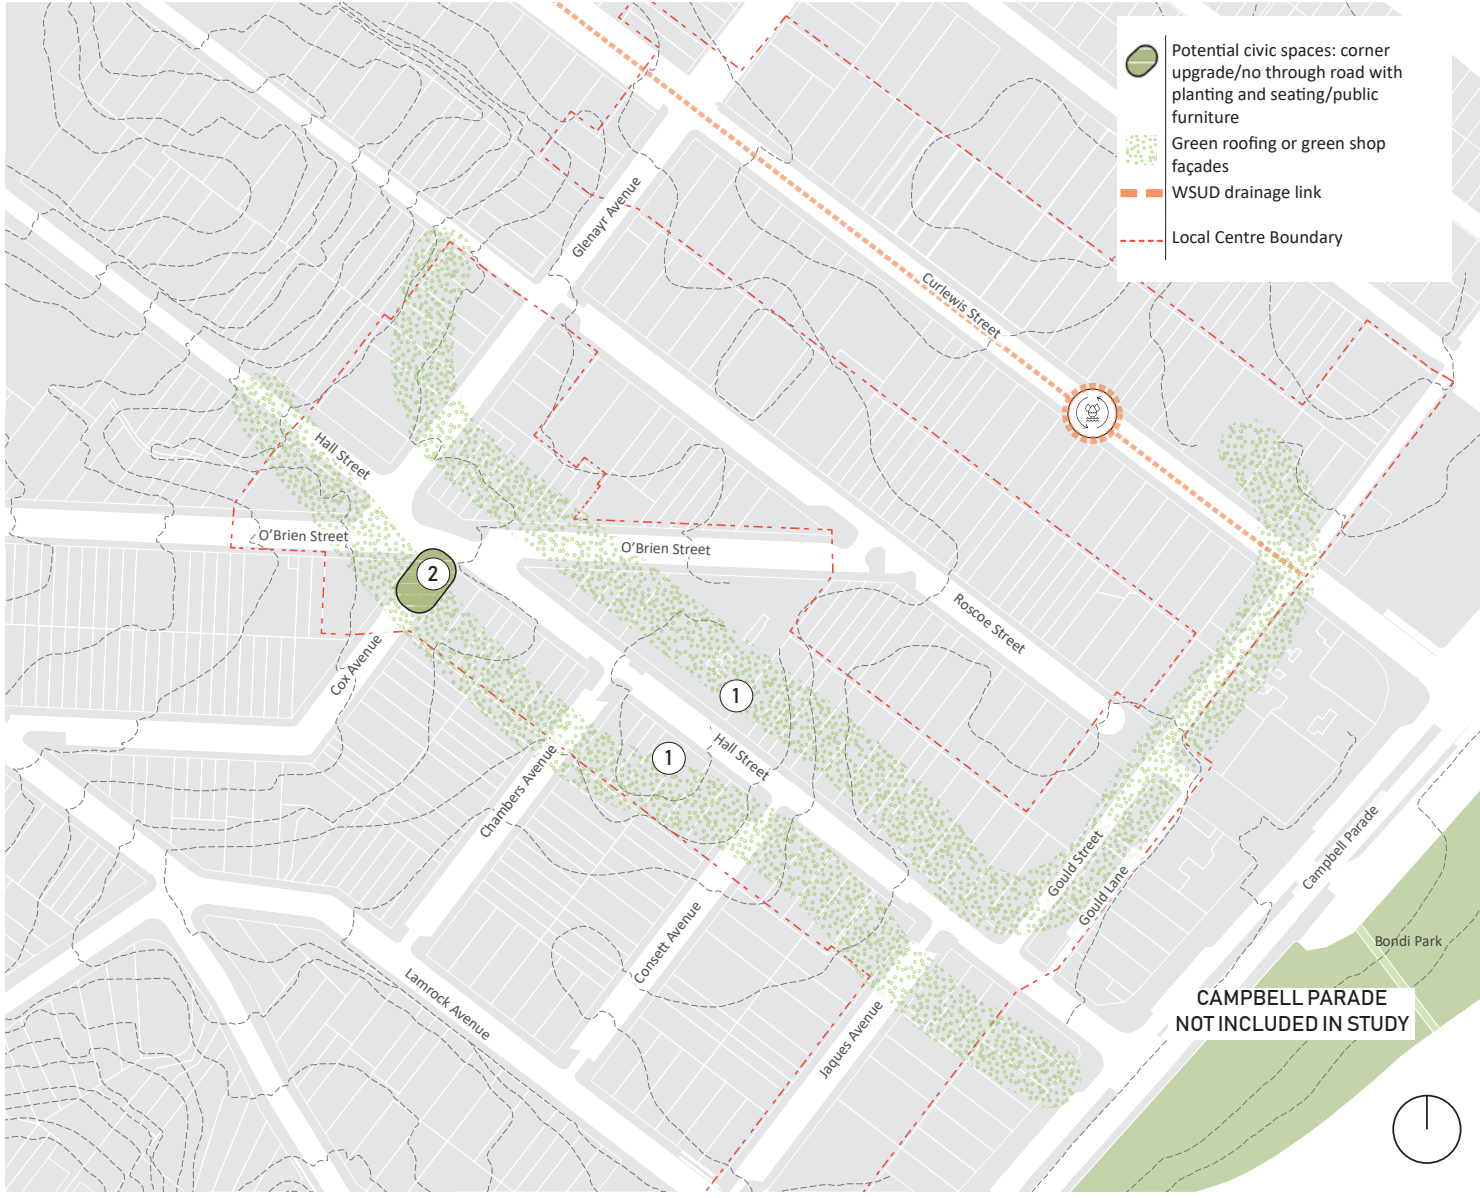 Potential civic spaces: corner
upgrade/no through road with
planting and seating/public
furniture
Green roofing or green shop
façades
WSUD drainage link
Local Centre Boundary
Glenayr Avenue
Curlewis Street
Hall Street
O'Brien Street
O'Brien Street
2
Roscoe Street
Cox Avenue
1
Hall Street
1
Chambers Avenue
Gould Street
Gould Lane
Campbell Parade
Consett Avenue
Bondi Park
Lamrock Avenue
Jaques Avenue
CAMPBELL PARADE
NOT INCLUDED IN STUDY